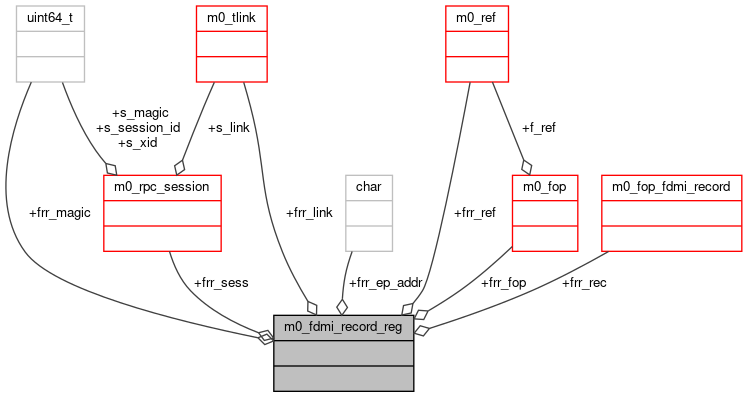 uint64_t
m0_tlink
m0_ref
+s_magic
+s_session_id
+s_xid
+s_link
+f_ref
m0_rpc_session
char
m0_fop
m0_fop_fdmi_record
+frr_magic
+frr_link
+frr_ref
+frr_sess
+frr_ep_addr
+frr_fop
+frr_rec
m0_fdmi_record_reg